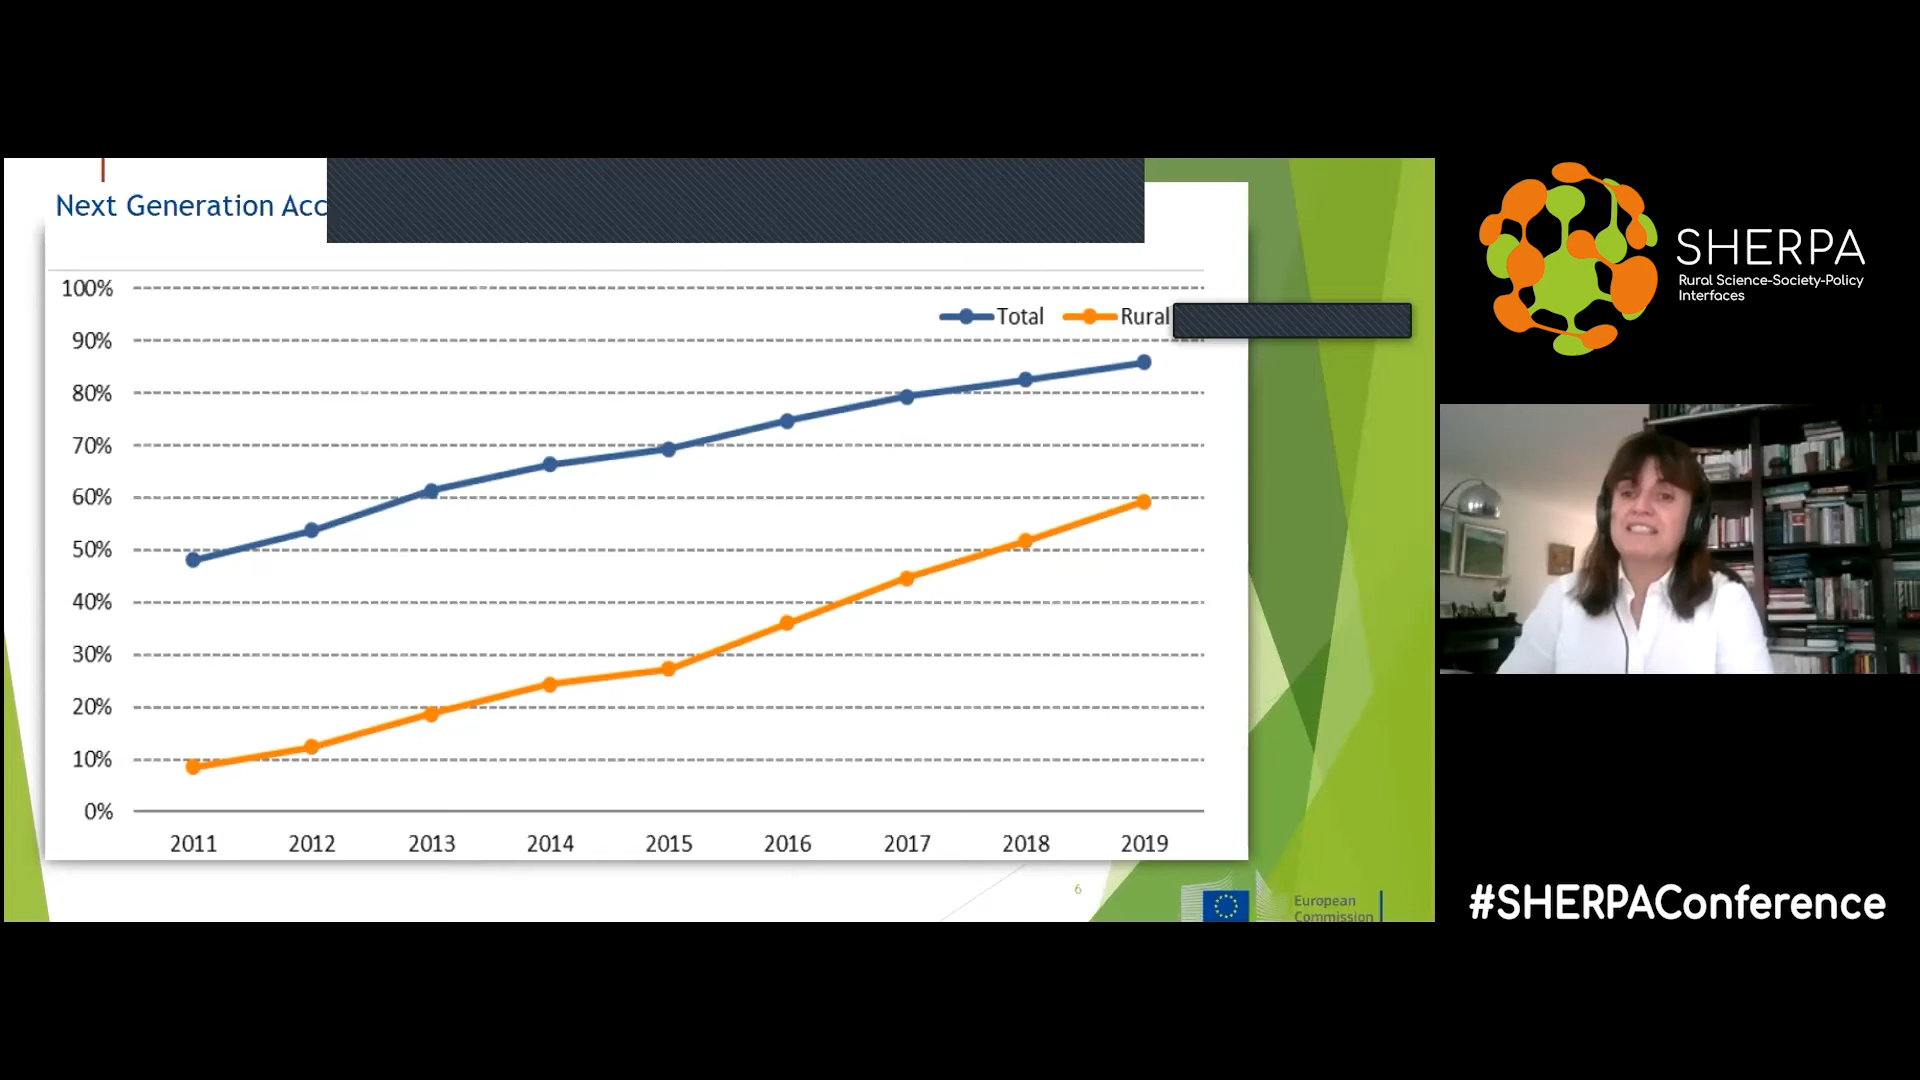 Next Generation Acc
100%
Total Rural
90%
80%
70%
60%
50%
40%
30%
20%
10%
0%
2011 2012 2013 2014 2015 2016 2017 2018 2019
6
European
Commission
SHERPA
Rural Science-Society-Policy
Interfaces
#SHERPAConference